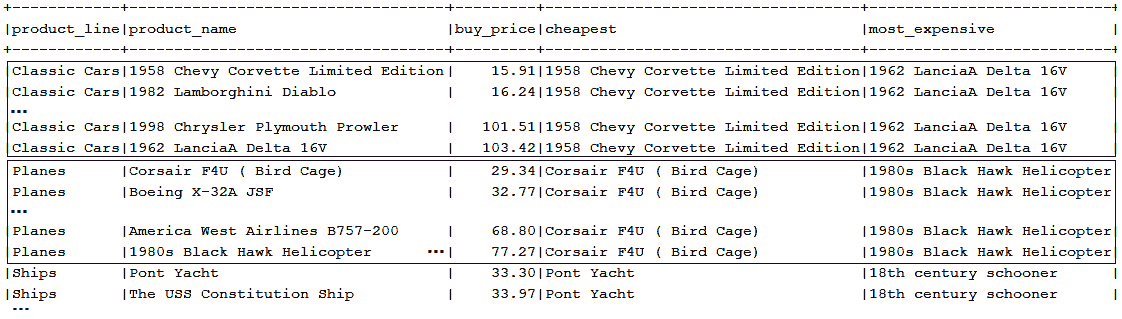 +-------------+------------------------------------+----------+------------------------------------+----------------------------+
|product_line|product_name                        |buy_price|cheapest                            |most_expensive              |
+-------------+------------------------------------+----------+------------------------------------+----------------------------+
|Classic Cars|1958 Chevy Corvette Limited Edition|    15.91|1958 Chevy Corvette Limited Edition|1962 LanciaA Delta 16V     |
|Classic Cars|1982 Lamborghini Diablo            |    16.24|1958 Chevy Corvette Limited Edition|1962 LanciaA Delta 16V     |
...
|Classic Cars|1998 Chrysler Plymouth Prowler     |   101.51|1958 Chevy Corvette Limited Edition|1962 LanciaA Delta 16V     |
|Classic Cars|1962 LanciaA Delta 16V             |   103.42|1958 Chevy Corvette Limited Edition|1962 LanciaA Delta 16V     |
|Planes      |Corsair F4U ( Bird Cage)           |    29.34|Corsair F4U ( Bird Cage)           |1980s Black Hawk Helicopter|
|Planes      |Boeing X-32A JSF                   |    32.77|Corsair F4U ( Bird Cage)           |1980s Black Hawk Helicopter|
...
|Planes      |America West Airlines B757-200     |    68.80|Corsair F4U ( Bird Cage)           |1980s Black Hawk Helicopter|
|Planes      |1980s Black Hawk Helicopter     ...|    77.27|Corsair F4U ( Bird Cage)           |1980s Black Hawk Helicopter|
|Ships       |Pont Yacht                         |    33.30|Pont Yacht                         |18th century schooner      |
|Ships       |The USS Constitution Ship          |    33.97|Pont Yacht                         |18th century schooner      |
...